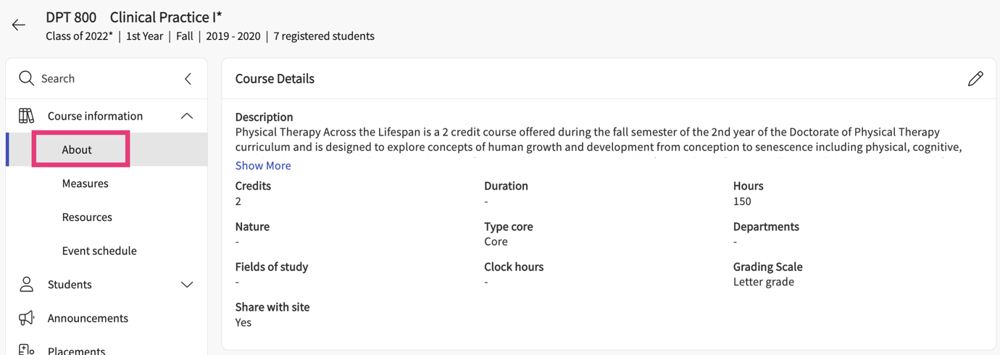 DPT 800 Clinical Practice I*
Class of 2022* | 1st Year | Fall | 2019 - 2020 | 7 registered students
Search
Course information
About
Measures
Resources
Event schedule
Students
Announcements
Placements
Course Details
Description
Physical Therapy Across the Lifespan is a 2 credit course offered during the fall semester of the 2nd year of the Doctorate of Physical Therapy
curriculum and is designed to explore concepts of human growth and development from conception to senescence including physical, cognitive,
Show More
Credits Duration Hours
2 - 150
Nature Type core Departments
- Core -
Fields of study Clock hours Grading Scale
- - Letter grade
Share with site
Yes